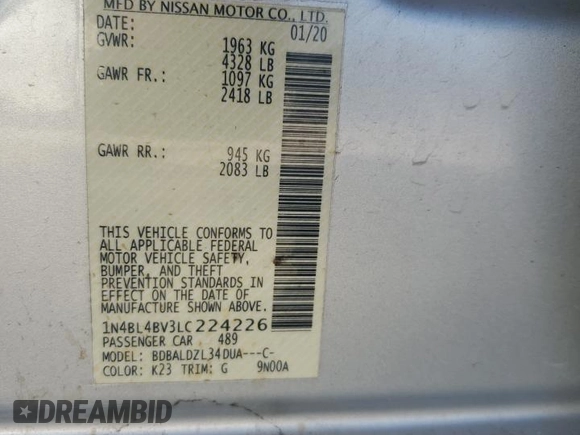 MFD BY NISSAN MOTOR CO., LTD.
DATE: 01/20
GVWR: 1963 KG
4328 LB
GAWR FR.: 1097 KG
2418 LB
GAWR RR.: 945 KG
2083 LB
THIS VEHICLE CONFORMS TO
ALL APPLICABLE FEDERAL
MOTOR VEHICLE SAFETY,
BUMPER, AND THEFT
PREVENTION STANDARDS IN
EFFECT ON THE DATE OF
MANUFACTURE SHOWN ABOVE.
1N4BL4BV3LC224226
PASSENGER CAR 489
MODEL: BDBALDZL34DUA---C-
COLOR: K23 TRIM: G 9N00A
DREAMBID